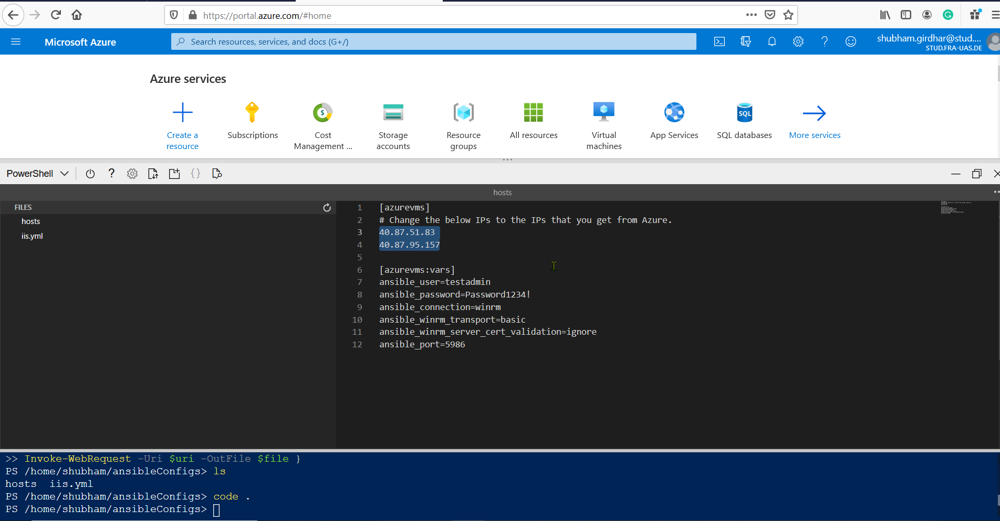 https://portal.azure.com/#home
Microsoft Azure
Search resources, services, and docs (G+/)
shubham.girdhar@stud....
STUD.FRA-UAS.DE
Azure services
Create a resource
Subscriptions
Cost Management ...
Storage accounts
Resource groups
All resources
Virtual machines
App Services
SQL
SQL databases
More services
PowerShell
hosts
FILES
hosts
iis.yml
1 [azurevms]
2 # Change the below IPs to the IPs that you get from Azure.
3 40.87.51.83
4 40.87.95.157
5
6 [azurevms:vars]
7 ansible_user=testadmin
8 ansible_password=Password1234!
9 ansible_connection=winrm
10 ansible_winrm_transport=basic
11 ansible_winrm_server_cert_validation=ignore
12 ansible_port=5986
>> Invoke-WebRequest -Uri $uri -OutFile $file }
PS /home/shubham/ansibleConfigs> ls
hosts iis.yml
PS /home/shubham/ansibleConfigs> code .
PS /home/shubham/ansibleConfigs>